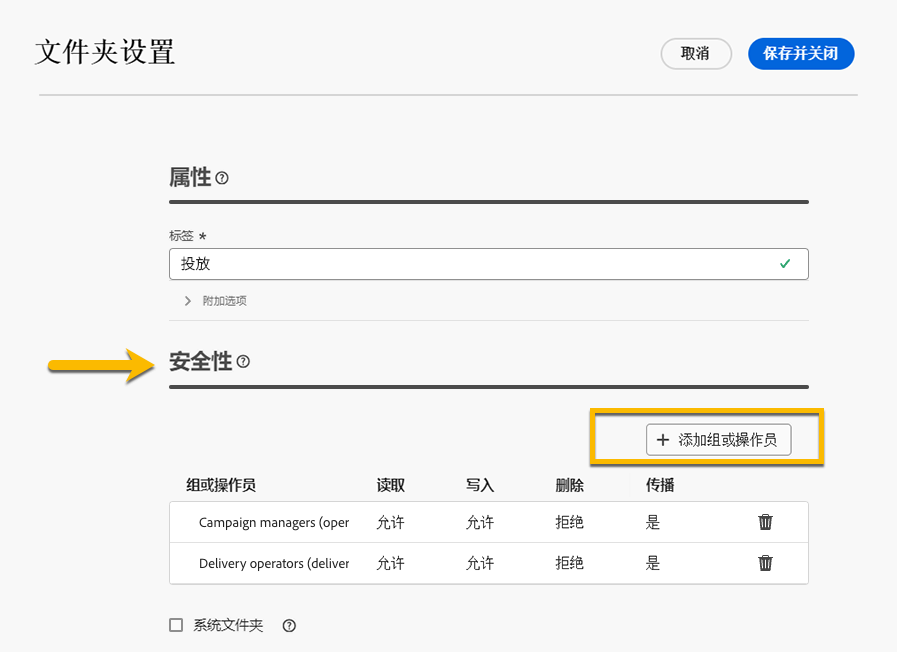 文件夹设置
取消
保存并关闭
属性
标签 *
投放
附加选项
安全性
+ 添加组或操作员
组或操作员 读取 写入 删除 传播
Campaign managers (oper 允许 允许 拒绝 是
Delivery operators (deliver 允许 允许 拒绝 是
系统文件夹